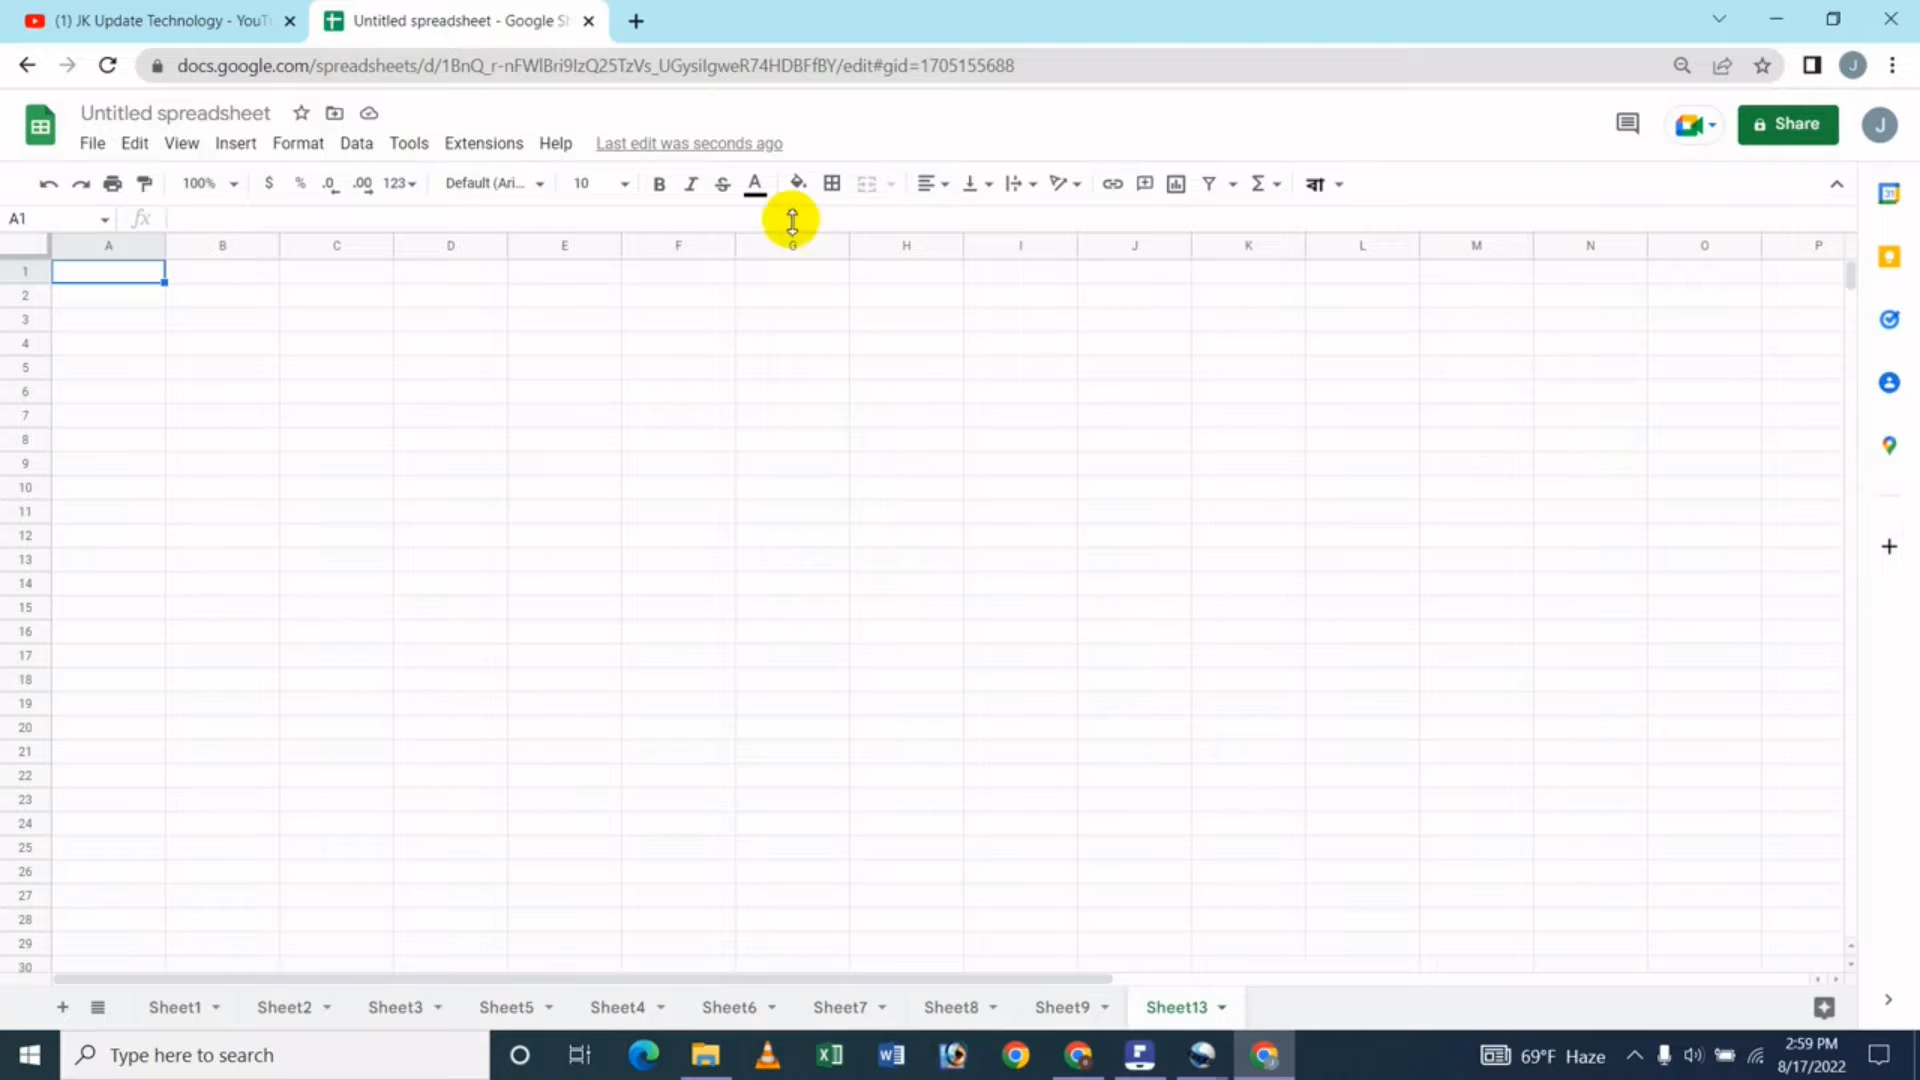 (1) JK Update Technology - YouT
Untitled spreadsheet - Google Sh
docs.google.com/spreadsheets/d/1BnQ_r-nFWlBri9IzQ25TzVs_UGysiIgweR74HDBFfBY/edit#gid=1705155688
Untitled spreadsheet
File Edit View Insert Format Data Tools Extensions Help Last edit was seconds ago
Share J
100% $ % .0 .00 123 Default (Ari... 10 B I S A Σ বা
A1 fx
A B C D E F G H I J K L M N O P
1
2
3
4
5
6
7
8
9
10
11
12
13
14
15
16
17
18
19
20
21
22
23
24
25
26
27
28
29
30
Sheet1 Sheet2 Sheet3 Sheet5 Sheet4 Sheet6 Sheet7 Sheet8 Sheet9 Sheet13
Type here to search
69°F Haze
2:59 PM
8/17/2022